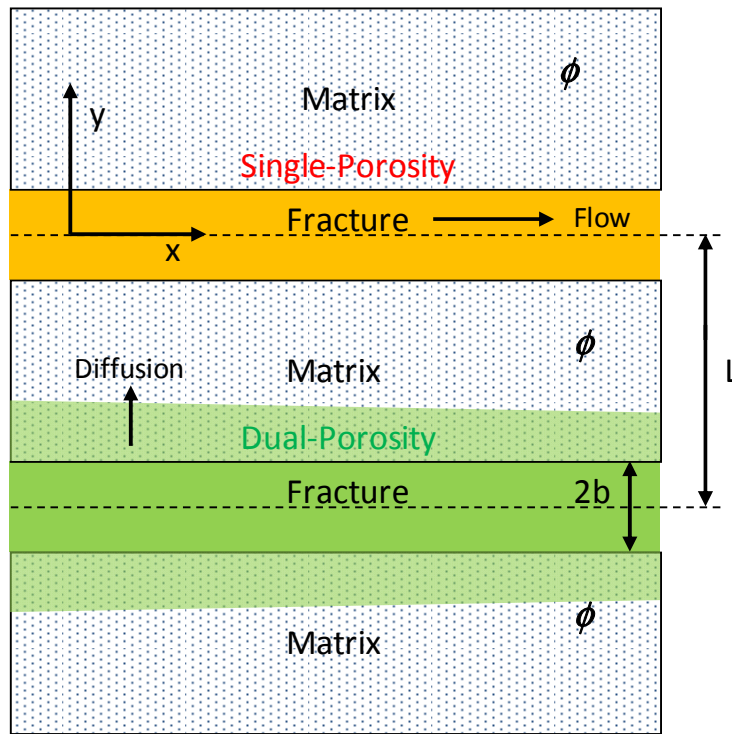 ϕ
Matrix
y
Single-Porosity
Fracture
Flow
x
ϕ
Diffusion
Matrix
L
Dual-Porosity
Fracture
2b
ϕ
Matrix